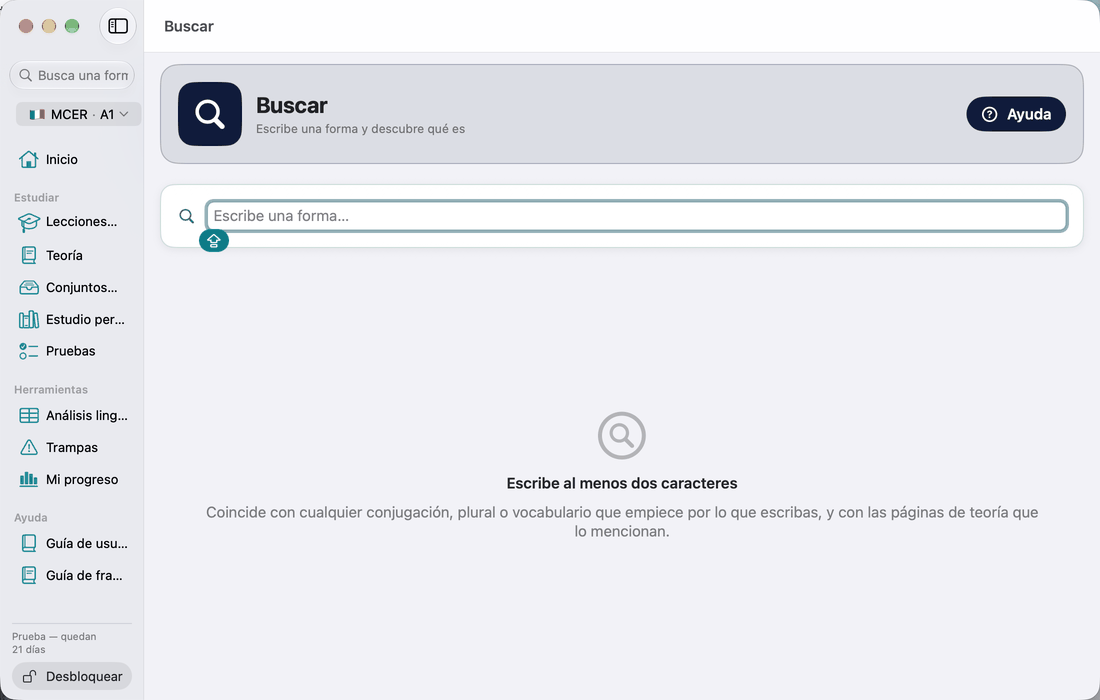 Buscar
Busca una forn
MCER · A1
Inicio
Estudiar
Lecciones...
Teoría
Conjuntos...
Estudio per...
Pruebas
Herramientas
Análisis ling...
Trampas
Mi progreso
Ayuda
Guía de usu...
Guía de fra...
Prueba — quedan
21 días
Desbloquear
Buscar
Escribe una forma y descubre qué es
Ayuda
Escribe una forma...
Escribe al menos dos caracteres
Coincide con cualquier conjugación, plural o vocabulario que empiece por lo que escribas, y con las páginas de teoría que
lo mencionan.